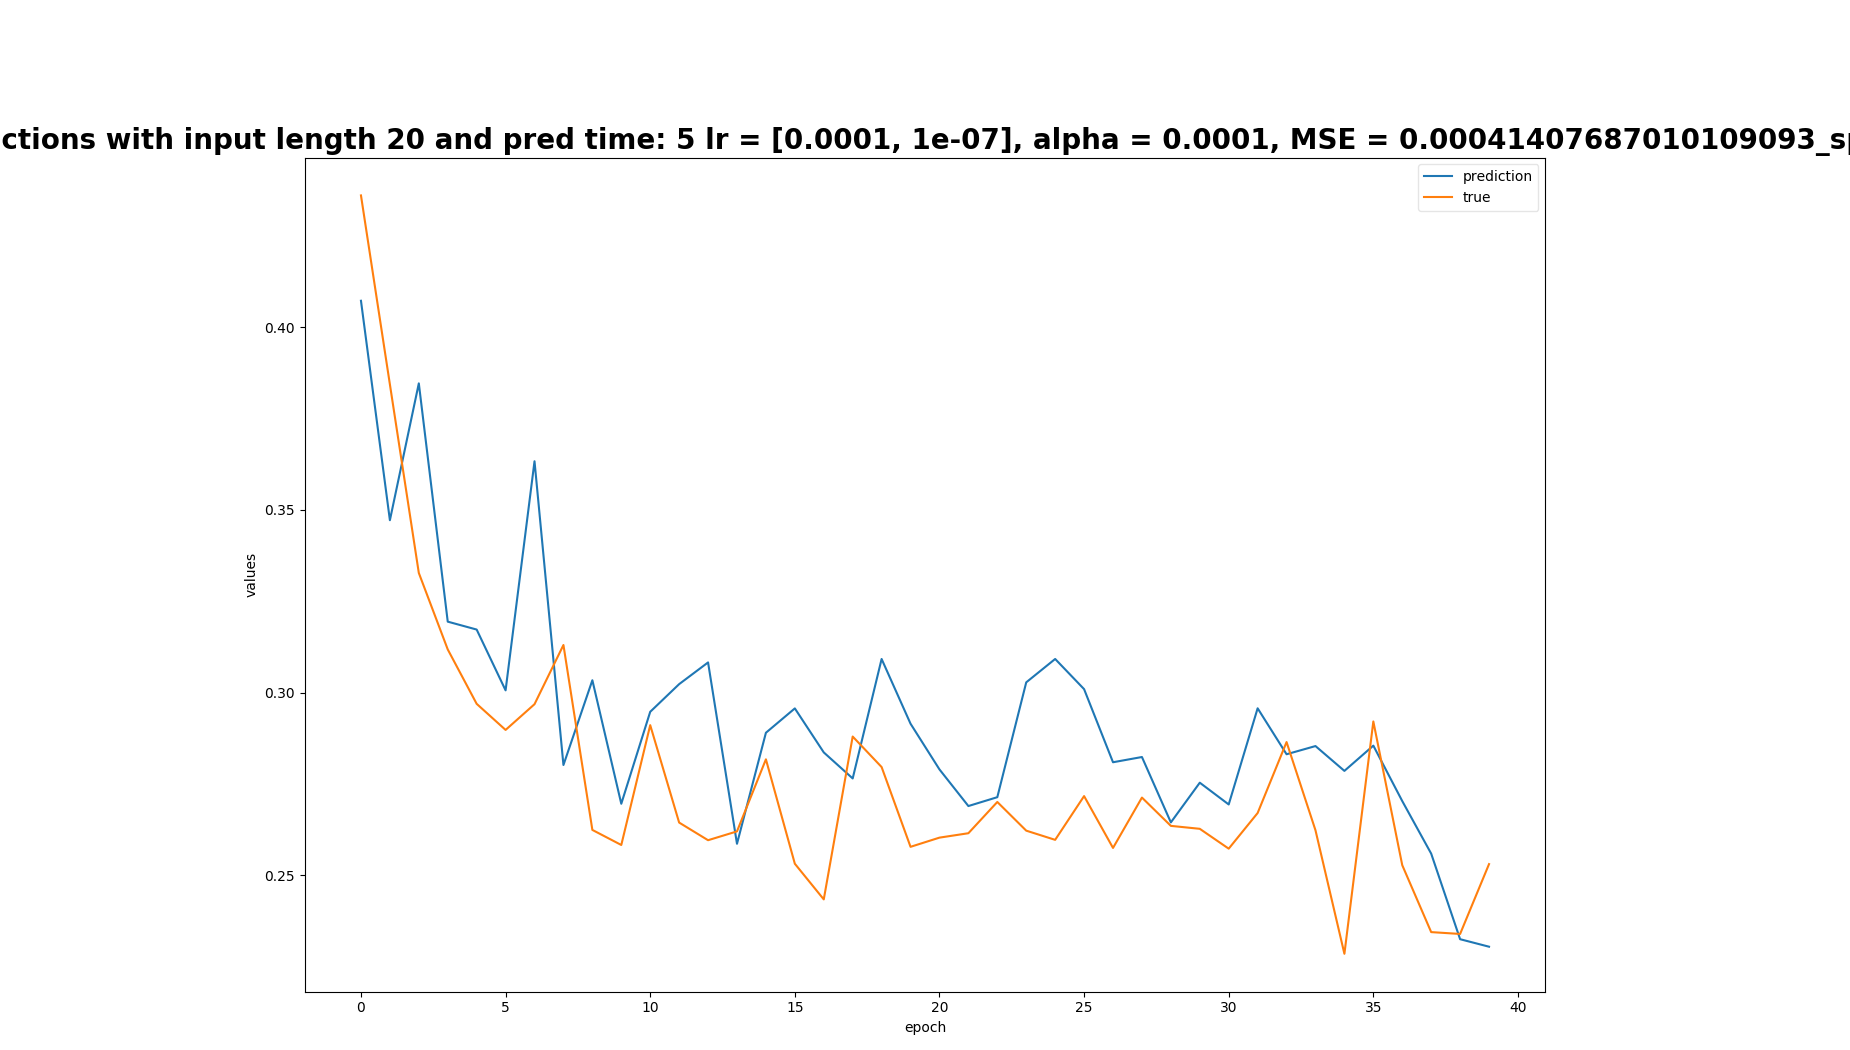 ctions with input length 20 and pred time: 5 lr = [0.0001, 1e-07], alpha = 0.0001, MSE = 0.00041407687010109093_sp
prediction
true
0.40
0.35
0.30
0.25
values
0
5
10
15
20
25
30
35
40
epoch